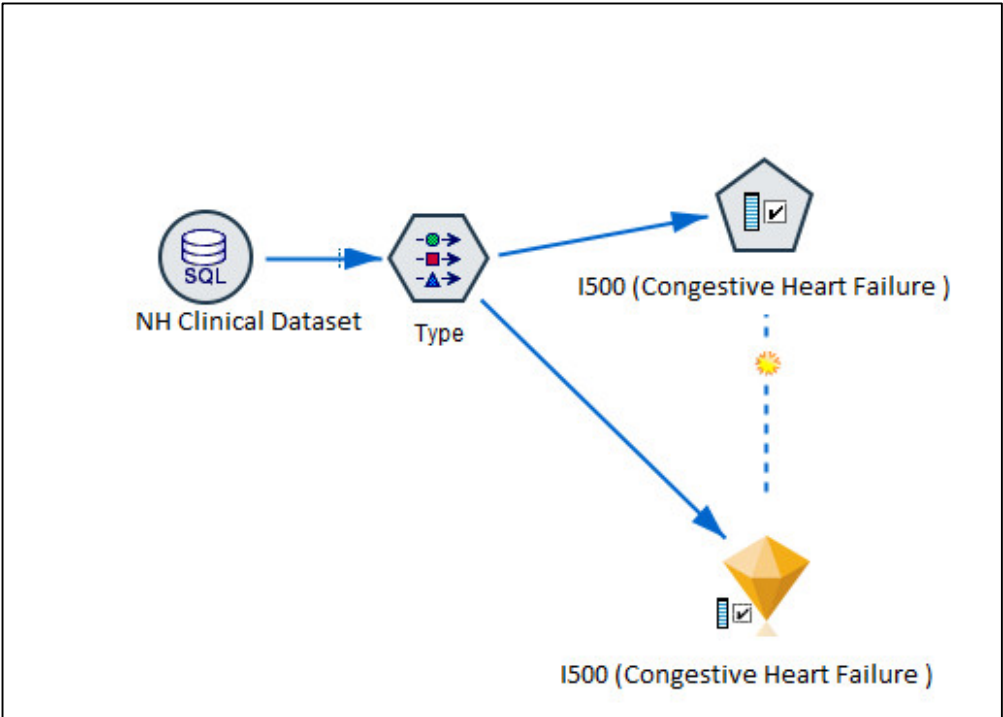 SQL
NH Clinical Dataset
Type
I500 (Congestive Heart Failure )
I500 (Congestive Heart Failure )